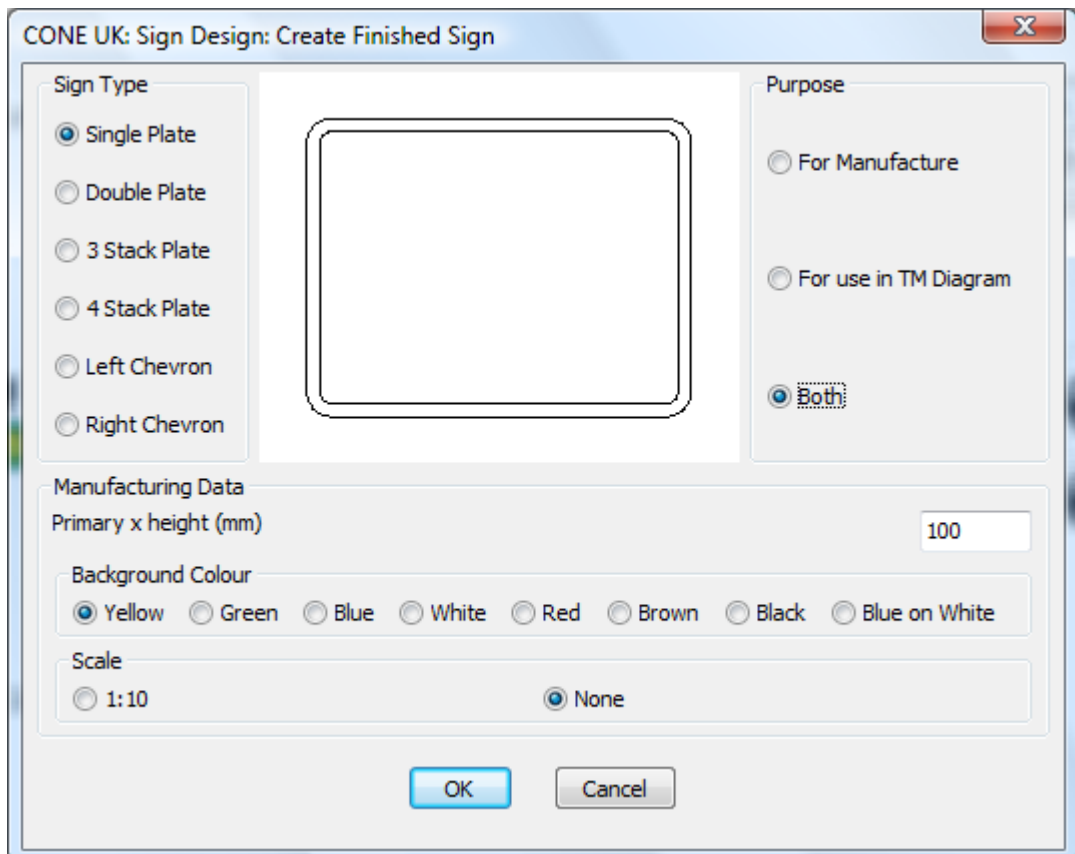 CONE UK: Sign Design: Create Finished Sign
Sign Type
Single Plate
Double Plate
3 Stack Plate
4 Stack Plate
Left Chevron
Right Chevron
Purpose
For Manufacture
For use in TM Diagram
Both
Manufacturing Data
Primary x height (mm)
100
Background Colour
Yellow Green Blue White Red Brown Black Blue on White
Scale
1:10 None
OK Cancel